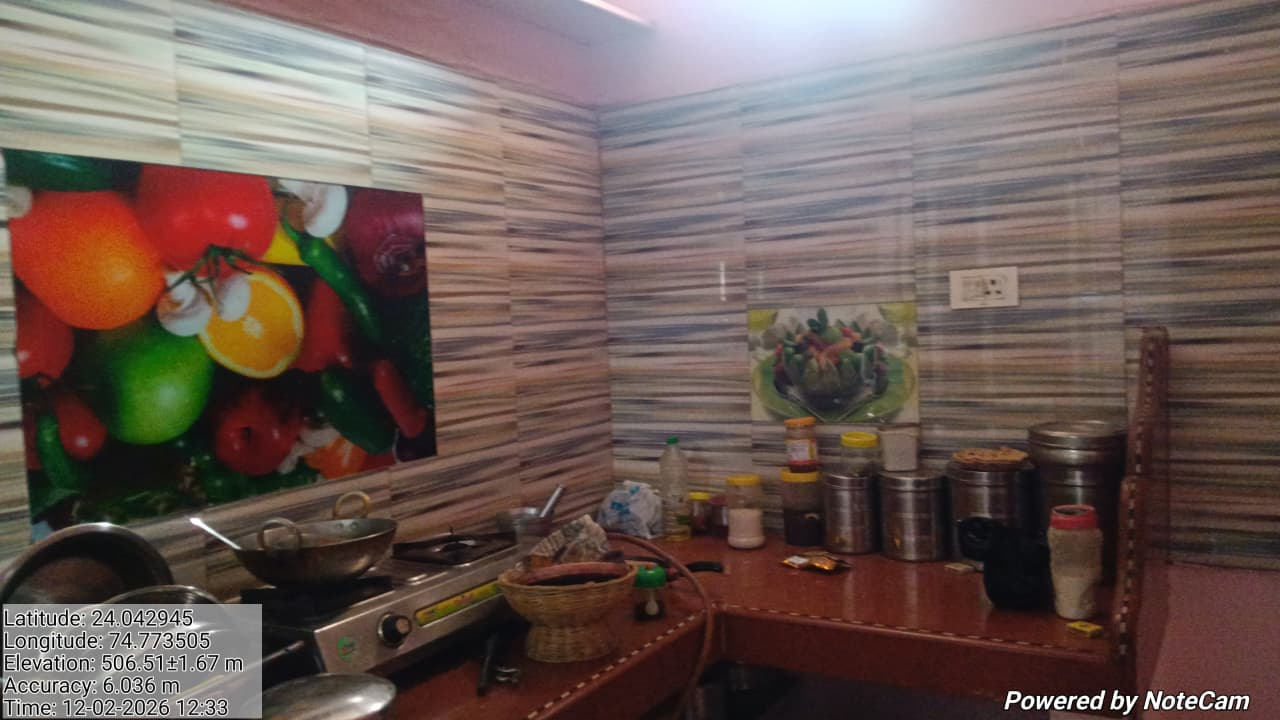 Latitude: 24.042945
Longitude: 74.773505
Elevation: 506.51±1.67 m
Accuracy: 6.036 m
Time: 12-02-2026 12:33
Powered by NoteCam